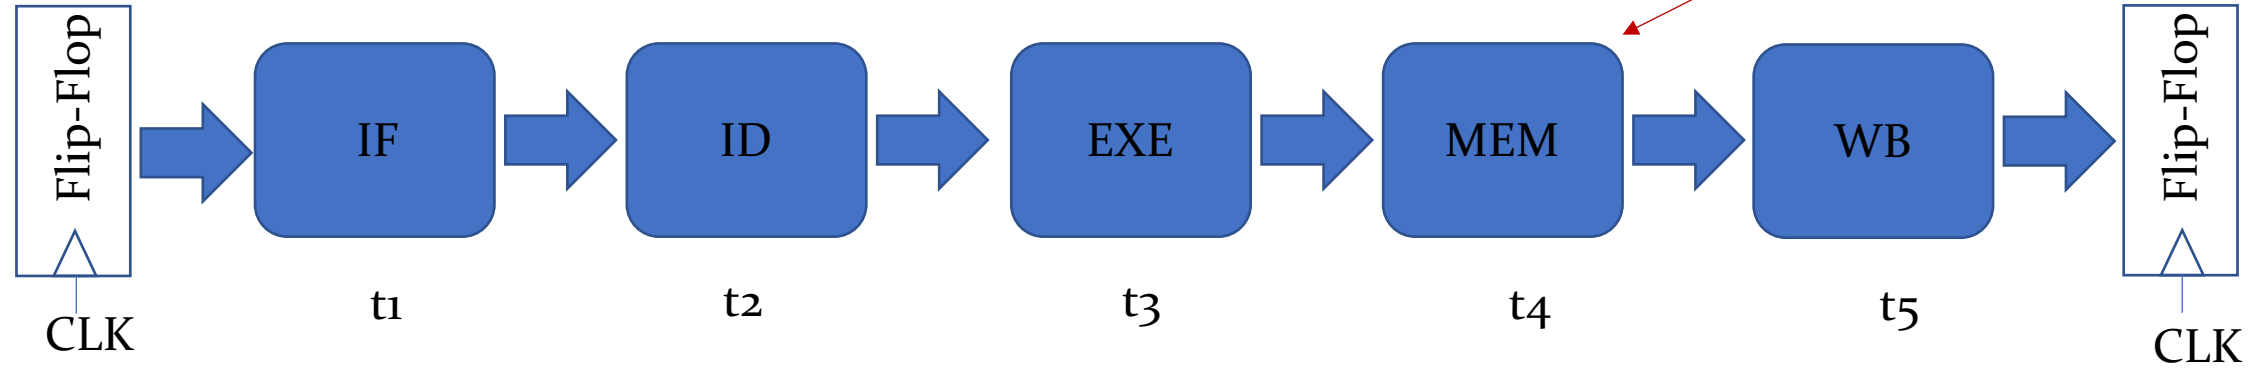 Flip-Flop
IF
ID
EXE
MEM
WB
Flip-Flop
t1
t2
t3
t4
t5
CLK
CLK